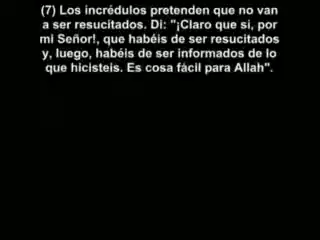 (7) Los incrédulos pretenden que no van
a ser resucitados. Di: "¡Claro que si, por
mi Señor!, que habéis de ser resucitados
y, luego, habéis de ser informados de lo
que hicisteis. Es cosa fácil para Allah".